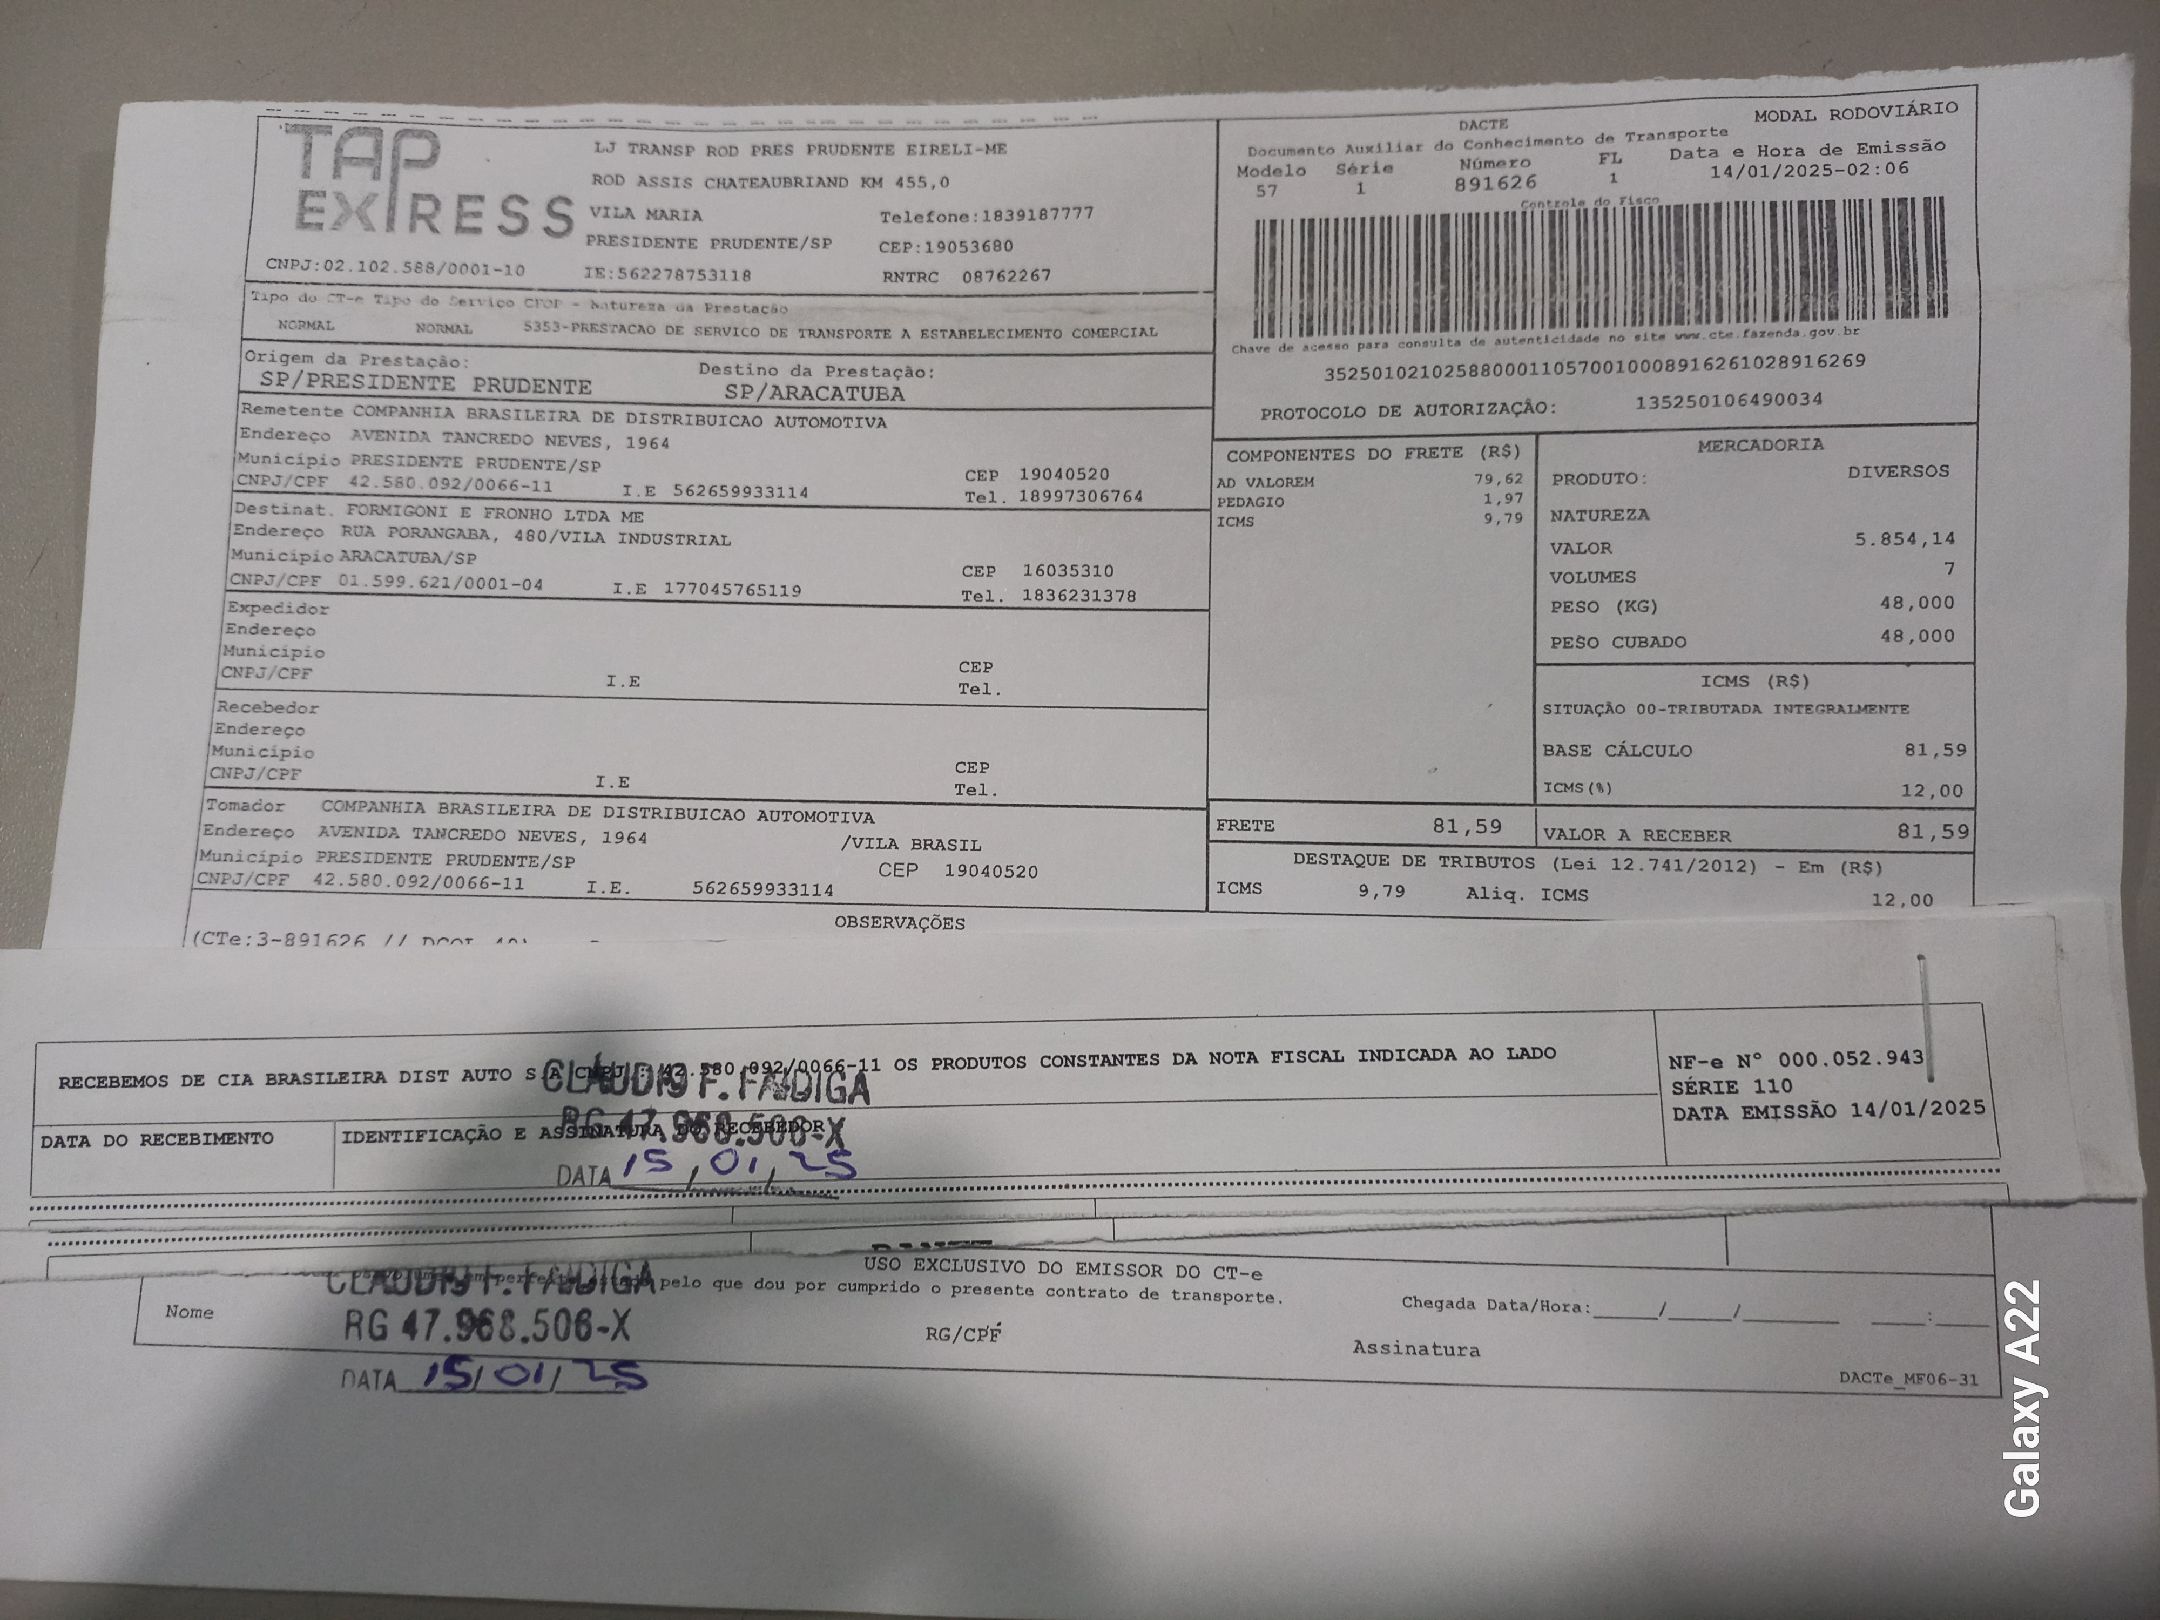 TAP
EXPRESS
LJ TRANSP ROD PRES PRUDENTE EIRELI-ME
ROD ASSIS CHATEAUBRIAND KM 455,0
VILA MARIA Telefone:1839187777
PRESIDENTE PRUDENTE/SP CEP:19053680
CNPJ:02.102.588/0001-10 IE:562278753118 RNTRC 08762267
DACTE MODAL RODOVIÁRIO
Documento Auxiliar do Conhecimento de Transporte
Modelo Série Número FL Data e Hora de Emissão
57 1 891626 1 14/01/2025-02:06
Controle do Fisco
Chave de acesso para consulta de autenticidade no site www.cte.fazenda.gov.br
35250102102588000110570010008916261028916269
PROTOCOLO DE AUTORIZAÇÃO: 135250106490034
Tipo do CT-e Tipo do Serviço CFOP - Natureza da Prestação
NORMAL NORMAL 5353-PRESTACAO DE SERVICO DE TRANSPORTE A ESTABELECIMENTO COMERCIAL
Origem da Prestação: Destino da Prestação:
SP/PRESIDENTE PRUDENTE SP/ARACATUBA
Remetente COMPANHIA BRASILEIRA DE DISTRIBUICAO AUTOMOTIVA
Endereço AVENIDA TANCREDO NEVES, 1964
Município PRESIDENTE PRUDENTE/SP CEP 19040520
CNPJ/CPF 42.580.092/0066-11 I.E 562659933114 Tel. 18997306764
Destinat. FORMIGONI E FRONHO LTDA ME
Endereço RUA PORANGABA, 480/VILA INDUSTRIAL
Município ARACATUBA/SP CEP 16035310
CNPJ/CPF 01.599.621/0001-04 I.E 177045765119 Tel. 1836231378
Expedidor
Endereço
Município CEP
CNPJ/CPF I.E Tel.
Recebedor
Endereço
Município CEP
CNPJ/CPF I.E Tel.
Tomador COMPANHIA BRASILEIRA DE DISTRIBUICAO AUTOMOTIVA
Endereço AVENIDA TANCREDO NEVES, 1964 /VILA BRASIL
Município PRESIDENTE PRUDENTE/SP CEP 19040520
CNPJ/CPF 42.580.092/0066-11 I.E. 562659933114
COMPONENTES DO FRETE (R$)
AD VALOREM 79,62
PEDAGIO 1,97
ICMS 9,79
MERCADORIA
PRODUTO: DIVERSOS
NATUREZA
VALOR 5.854,14
VOLUMES 7
PESO (KG) 48,000
PESO CUBADO 48,000
ICMS (R$)
SITUAÇÃO 00-TRIBUTADA INTEGRALMENTE
BASE CÁLCULO 81,59
ICMS(%) 12,00
FRETE 81,59 VALOR A RECEBER 81,59
DESTAQUE DE TRIBUTOS (Lei 12.741/2012) - Em (R$)
ICMS 9,79 Aliq. ICMS 12,00
OBSERVAÇÕES
(CTe:3-891626 //
RECEBEMOS DE CIA BRASILEIRA DIST AUTO S A CNPJ : 42.580.092/0066-11 OS PRODUTOS CONSTANTES DA NOTA FISCAL INDICADA AO LADO
NF-e Nº 000.052.943
SÉRIE 110
DATA EMISSÃO 14/01/2025
DATA DO RECEBIMENTO IDENTIFICAÇÃO E ASSINATURA DO RECEBEDOR
RG 47.968.506-X
DATA 15/01/25
USO EXCLUSIVO DO EMISSOR DO CT-e
pelo que dou por cumprido o presente contrato de transporte.
Nome RG/CPF Chegada Data/Hora:____/____/______ ___:___
RG 47.968.506-X
Assinatura
DATA 15/01/25
DACTe_MF06-31
Galaxy A22